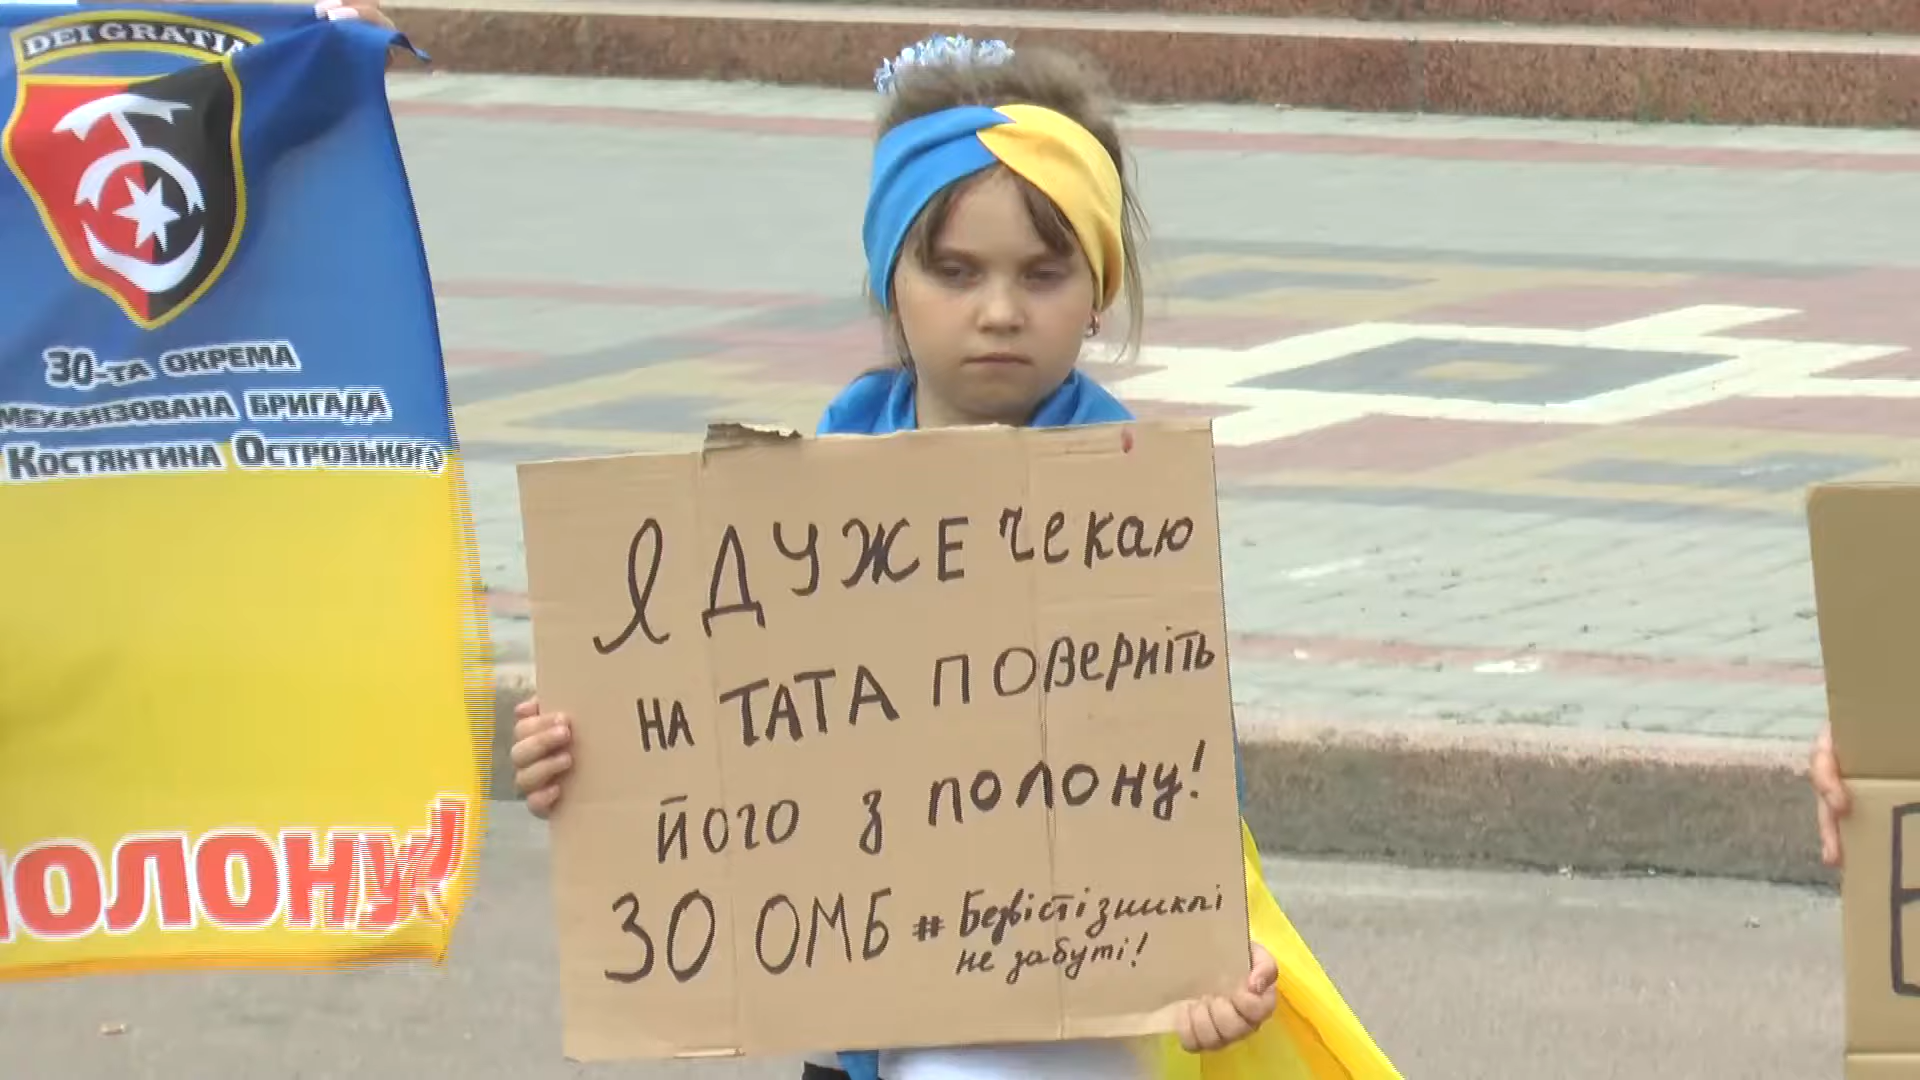 DEI GRATIA
30-ТА ОКРЕМА
МЕХАНІЗОВАНА БРИГАДА
Костянтина Острозького
полону!
Я ДУЖЕ чекаю
НА ТАТА ПОверніть
його з полону!
30 ОМБ # Безвісті зниклі
не забуті!